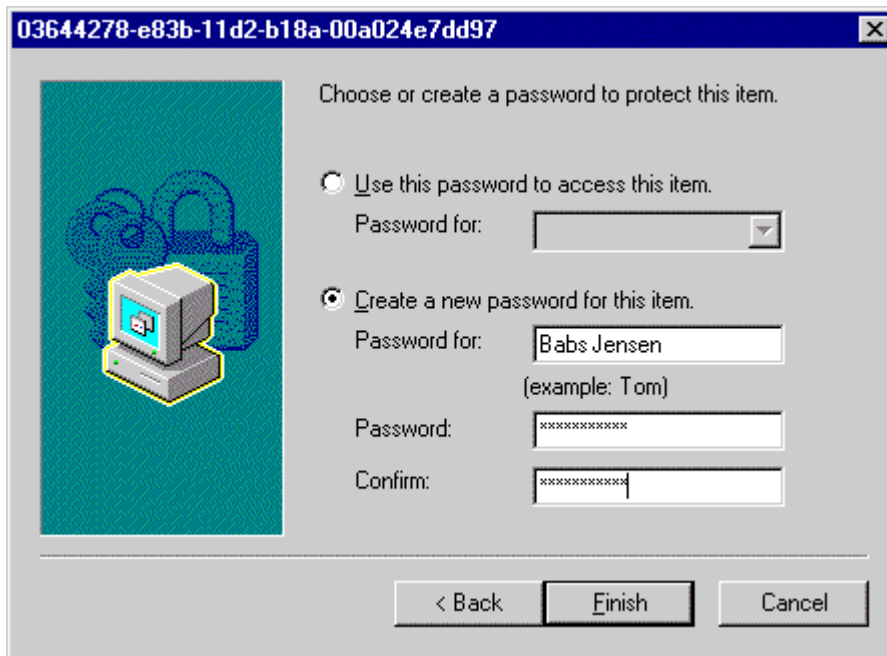 03644278-e83b-11d2-b18a-00a024e7dd97
Choose or create a password to protect this item.
Use this password to access this item.
Password for:
Create a new password for this item.
Password for: Babs Jensen
(example: Tom)
Password: ***********
Confirm: ***********
< Back Finish Cancel